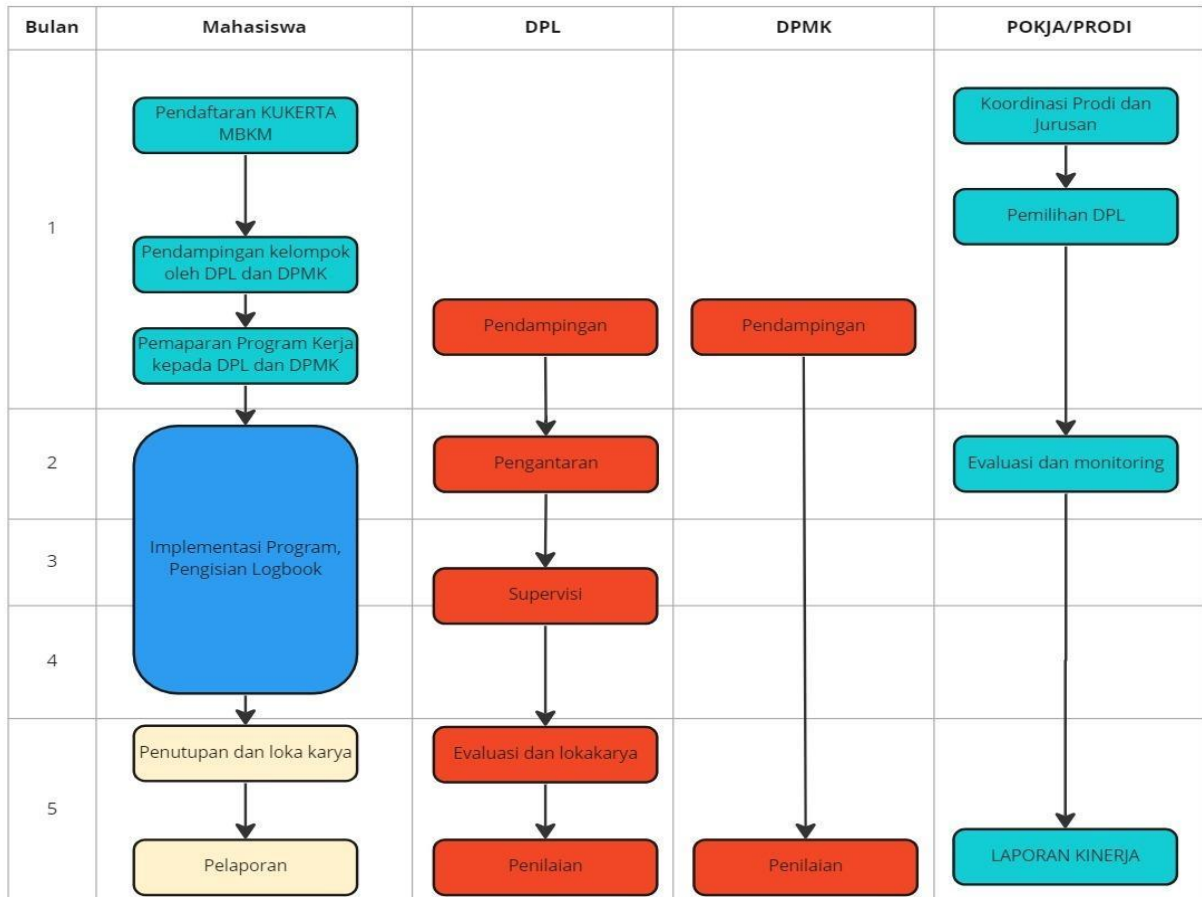 Bulan
Mahasiswa
DPL
DPMK
POKJA/PRODI
1
Pendaftaran KUKERTA
MBKM
Pendampingan kelompok
oleh DPL dan DPMK
Pemaparan Program Kerja
kepada DPL dan DPMK
Pendampingan
Pendampingan
Koordinasi Prodi dan
Jurusan
Pemilihan DPL
2
Implementasi Program,
Pengisian Logbook
Pengantaran
Evaluasi dan monitoring
3
Supervisi
4
5
Penutupan dan loka karya
Evaluasi dan lokakarya
Pelaporan
Penilaian
Penilaian
LAPORAN KINERJA